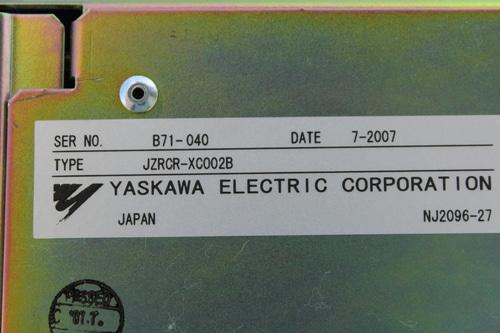 SER NO. B71-040 DATE 7-2007
TYPE JZRCR-XC002B
YASKAWA ELECTRIC CORPORATION
JAPAN NJ2096-27